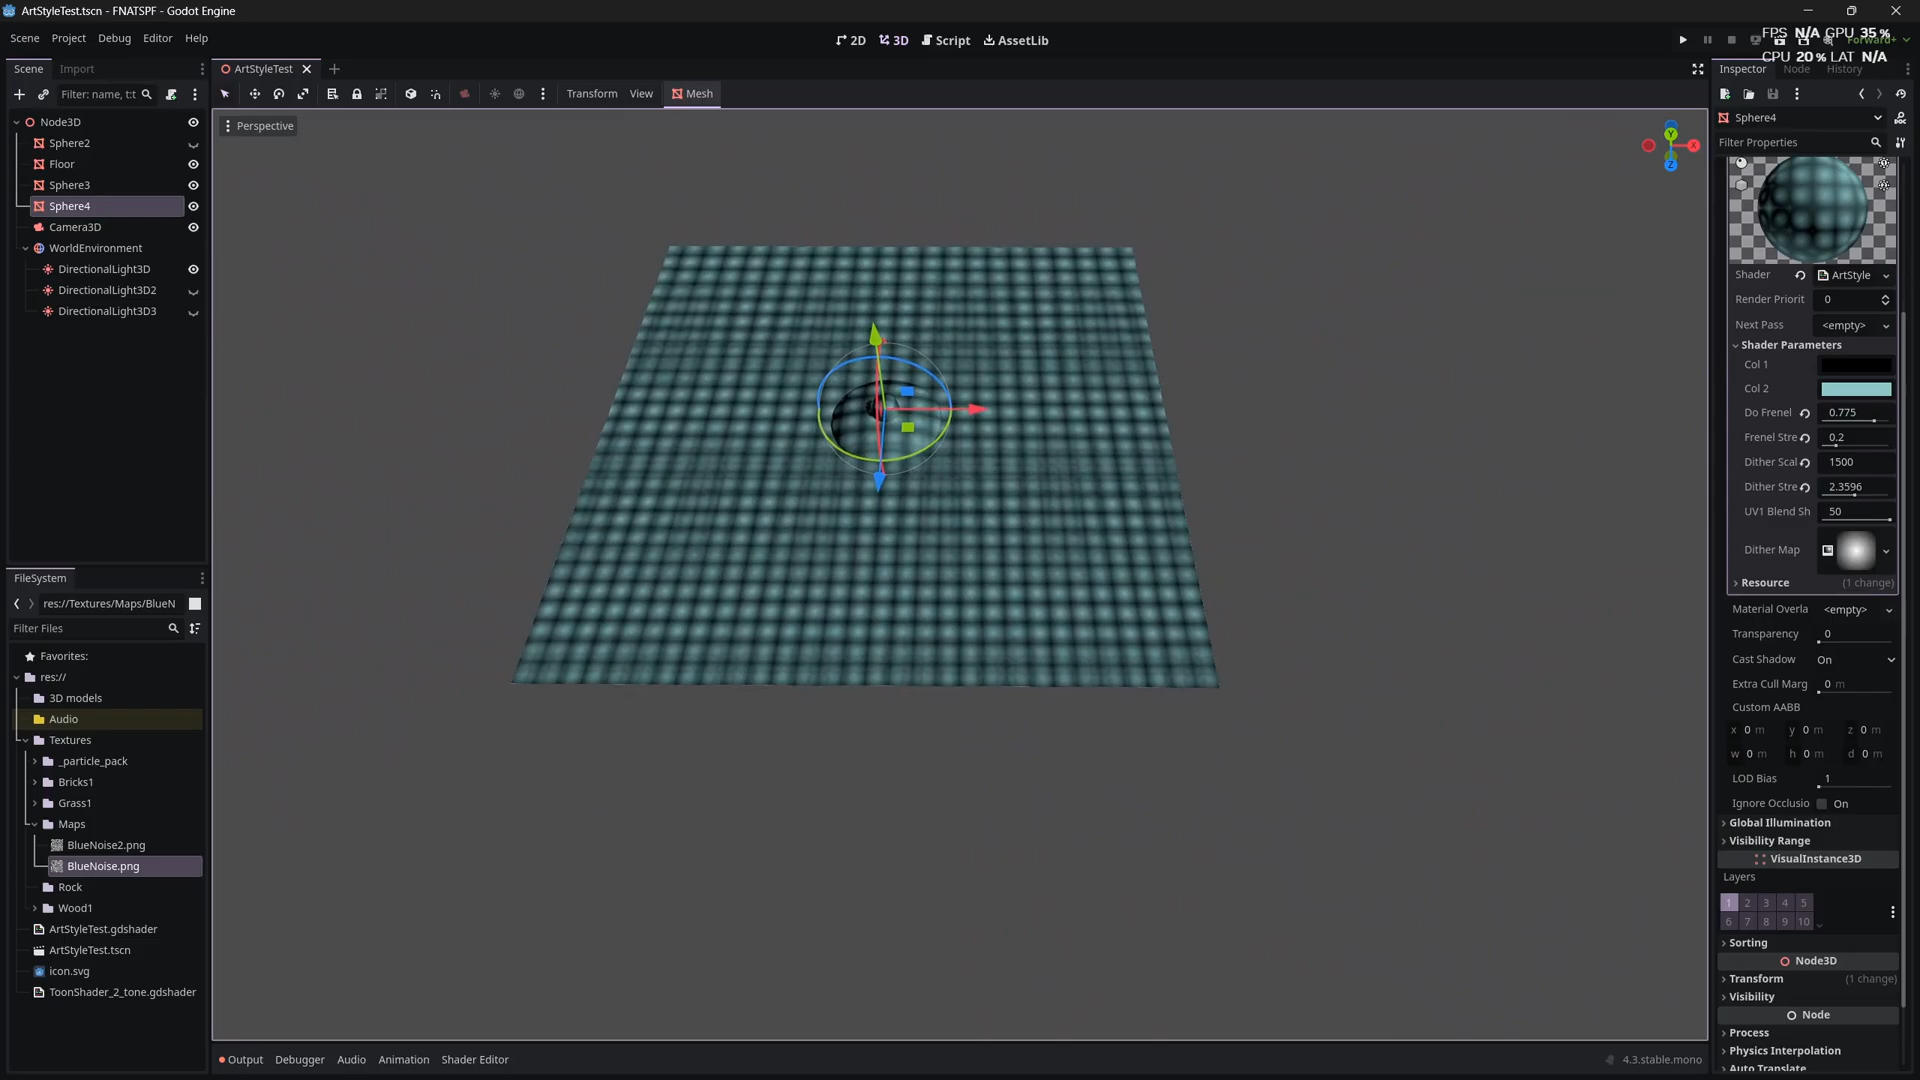 ArtStyleTest.tscn - FNATSPF - Godot Engine
Scene Project Debug Editor Help
2D 3D Script AssetLib
FPS N/A GPU 35 % Forward+
CPU 20 % LAT N/A
Scene Import
ArtStyleTest
Inspector Node History
Filter: name, t:t
Transform View Mesh
Perspective
Y
X
Z
Node3D
Sphere2
Floor
Sphere3
Sphere4
Camera3D
WorldEnvironment
DirectionalLight3D
DirectionalLight3D2
DirectionalLight3D3
FileSystem
res://Textures/Maps/BlueN
Filter Files
Favorites:
res://
3D models
Audio
Textures
_particle_pack
Bricks1
Grass1
Maps
BlueNoise2.png
BlueNoise.png
Rock
Wood1
ArtStyleTest.gdshader
ArtStyleTest.tscn
icon.svg
ToonShader_2_tone.gdshader
Output Debugger Audio Animation Shader Editor
4.3.stable.mono
Sphere4
Filter Properties
Shader ArtStyle
Render Priorit 0
Next Pass <empty>
Shader Parameters
Col 1
Col 2
Do Frenel 0.775
Frenel Stre 0.2
Dither Scal 1500
Dither Stre 2.3596
UV1 Blend Sh 50
Dither Map
Resource (1 change)
Material Overla <empty>
Transparency 0
Cast Shadow On
Extra Cull Marg 0 m
Custom AABB
x 0 m y 0 m z 0 m
w 0 m h 0 m d 0 m
LOD Bias 1
Ignore Occlusio On
Global Illumination
Visibility Range
VisualInstance3D
Layers
1 2 3 4 5
6 7 8 9 10
Sorting
Node3D
Transform (1 change)
Visibility
Node
Process
Physics Interpolation
Auto Translate